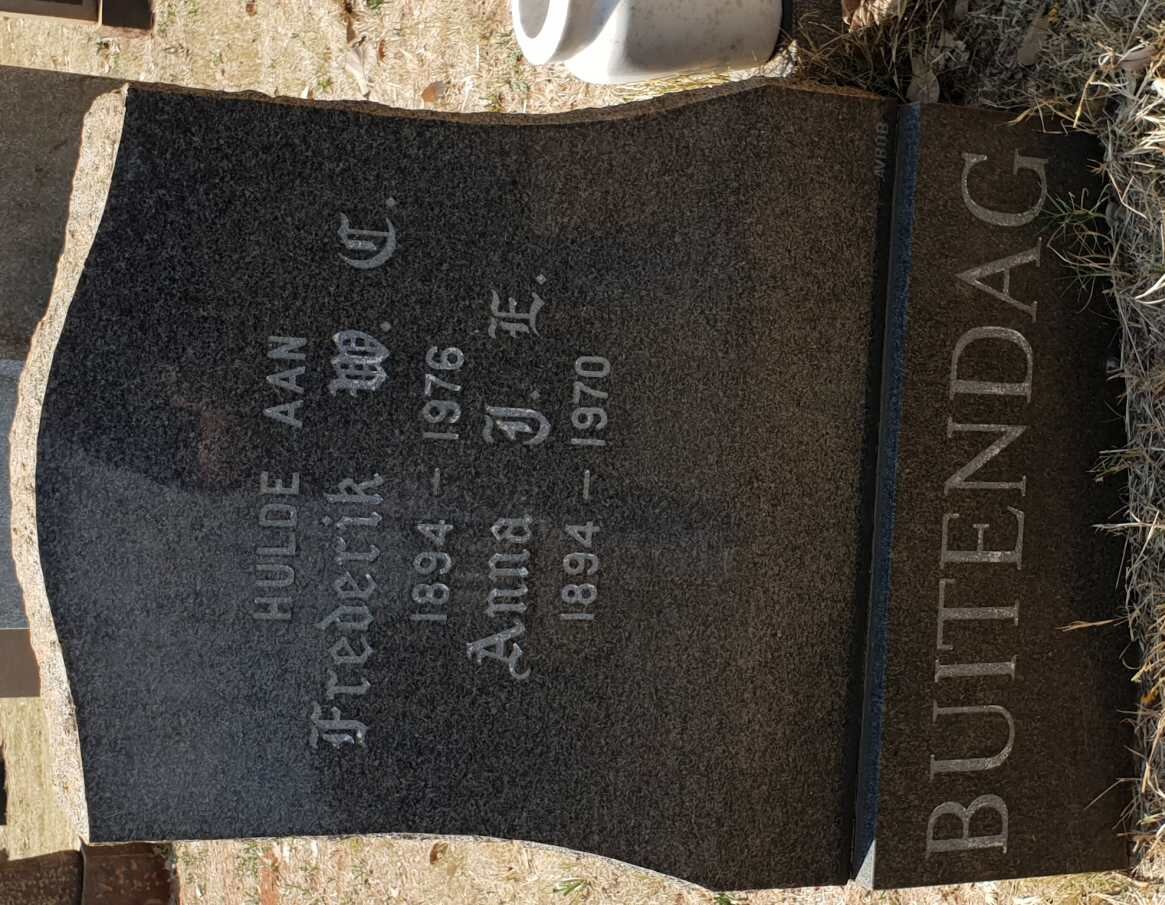 HULDE AAN
Frederik W. C.
1894 – 1976
Anna J. E.
1894 – 1970
BUITENDAG